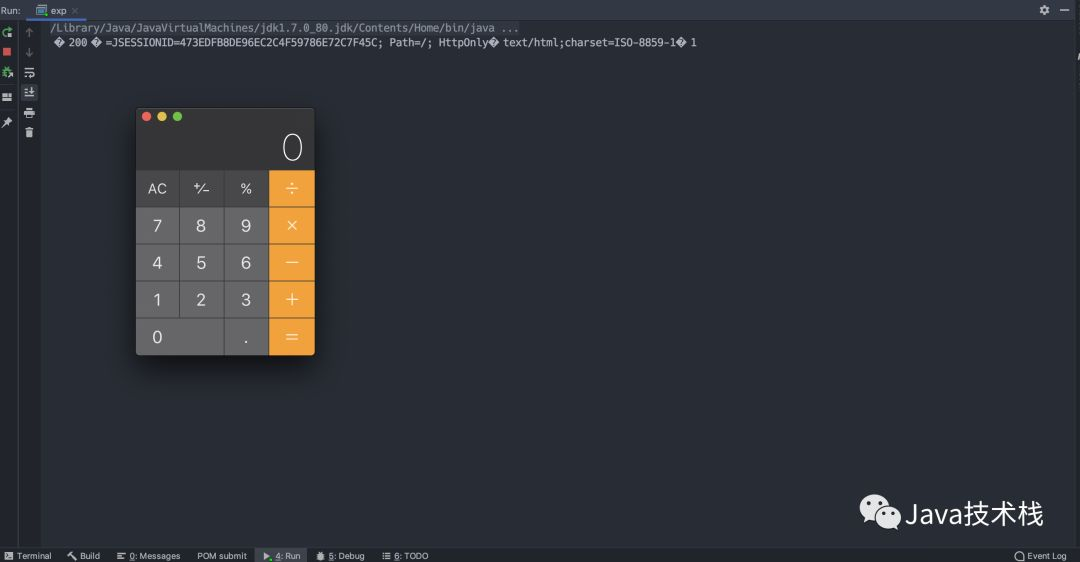 Run: exp
/Library/Java/JavaVirtualMachines/jdk1.7.0_80.jdk/Contents/Home/bin/java ...
� 200 � =JSESSIONID=473EDFB8DE96EC2C4F59786E72C7F45C; Path=/; HttpOnly� text/html;charset=ISO-8859-1� 1
0
AC +/− % ÷
7 8 9 ×
4 5 6 −
1 2 3 +
0 . =
Java技术栈
Terminal Build 0: Messages POM submit 4: Run 5: Debug 6: TODO Event Log